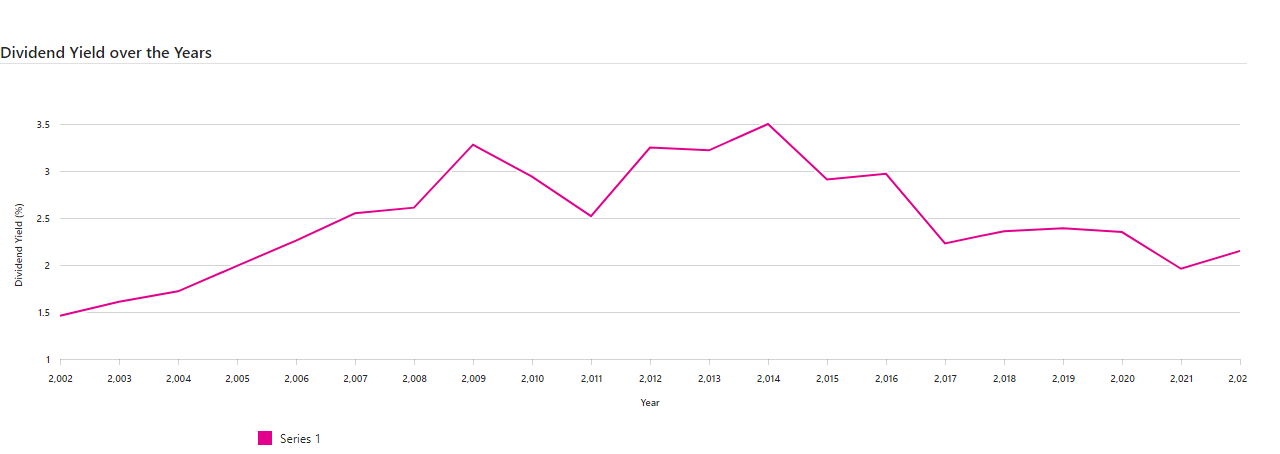 Dividend Yield over the Years
3.5
3
2.5
2
1.5
1
Dividend Yield (%)
2,002 2,003 2,004 2,005 2,006 2,007 2,008 2,009 2,010 2,011 2,012 2,013 2,014 2,015 2,016 2,017 2,018 2,019 2,020 2,021 2,02
Year
Series 1